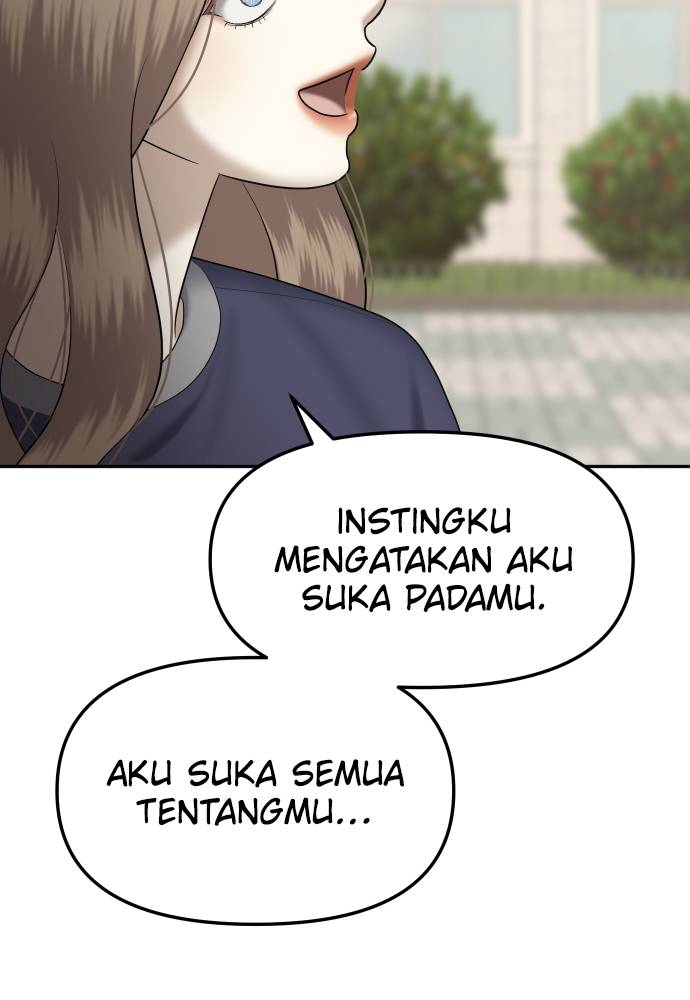 INSTINGKU
MENGATAKAN AKU
SUKA PADAMU.
AKU SUKA SEMUA
TENTANGMU...